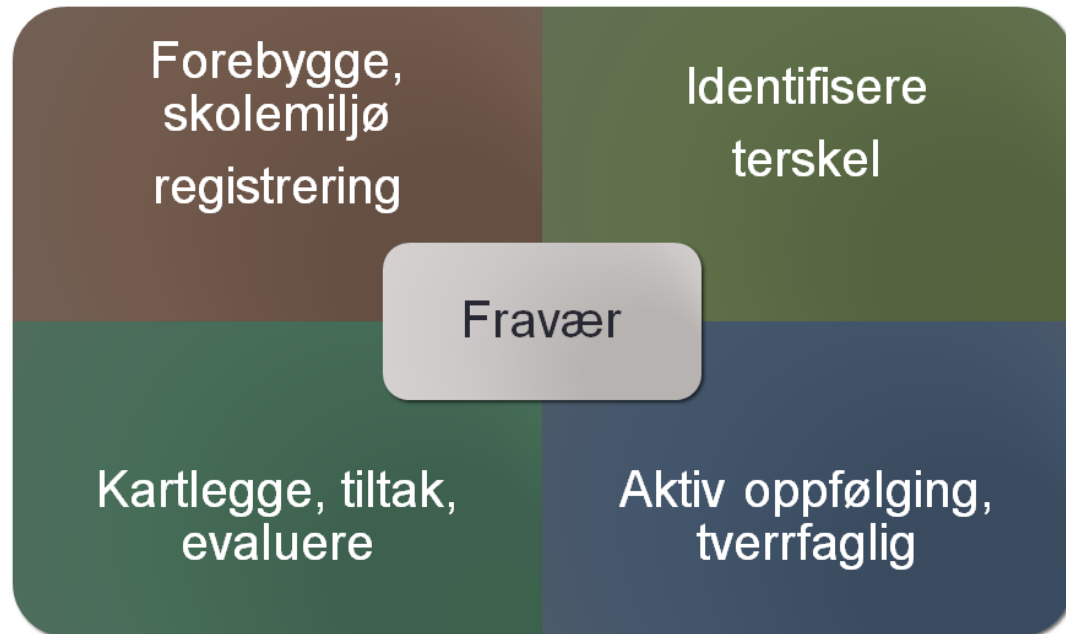 Forebygge,
skolemiljø
registrering
Identifisere
terskel
Fravær
Kartlegge, tiltak,
evaluere
Aktiv oppfølging,
tverrfaglig